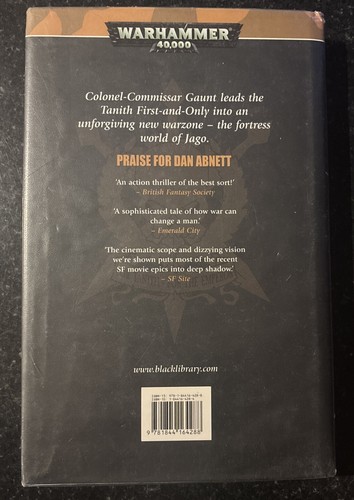 WARHAMMER
40,000
Colonel-Commissar Gaunt leads the
Tanith First-and-Only into an
unforgiving new warzone – the fortress
world of Jago.
PRAISE FOR DAN ABNETT
'An action thriller of the best sort!'
– British Fantasy Society
'A sophisticated tale of how war can
change a man.'
– Emerald City
'The cinematic scope and dizzying vision
we're shown puts most of the recent
SF movie epics into deep shadow.'
– SF Site
www.blacklibrary.com
9 781844 164288